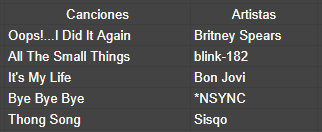 Canciones Artistas
Oops!...I Did It Again Britney Spears
All The Small Things blink-182
It's My Life Bon Jovi
Bye Bye Bye *NSYNC
Thong Song Sisqo